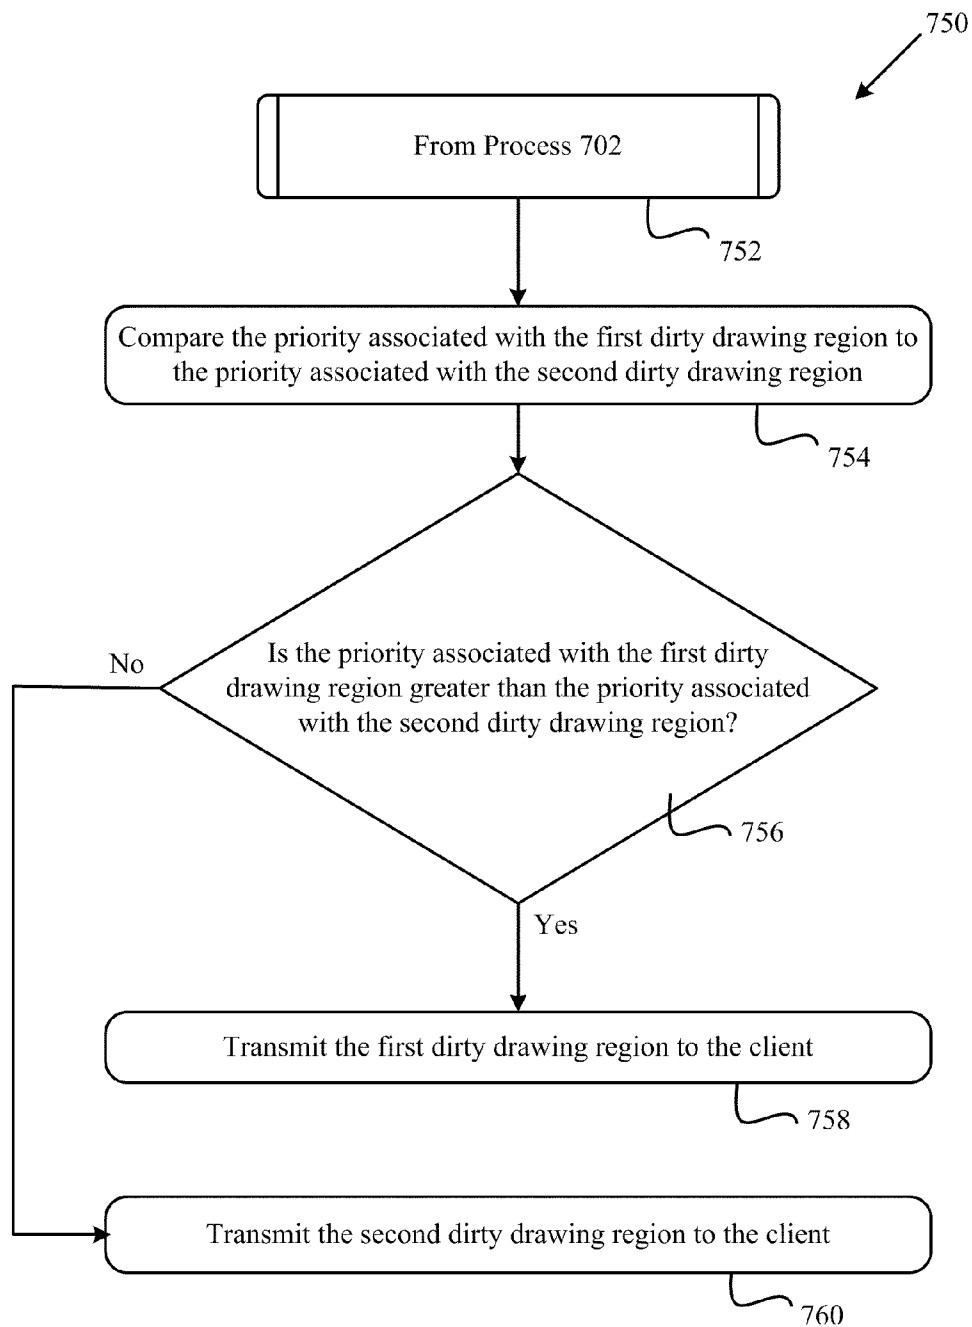 750
From Process 702
752
Compare the priority associated with the first dirty drawing region to
the priority associated with the second dirty drawing region
754
Is the priority associated with the first dirty
drawing region greater than the priority associated
with the second dirty drawing region?
No
756
Yes
Transmit the first dirty drawing region to the client
758
Transmit the second dirty drawing region to the client
760